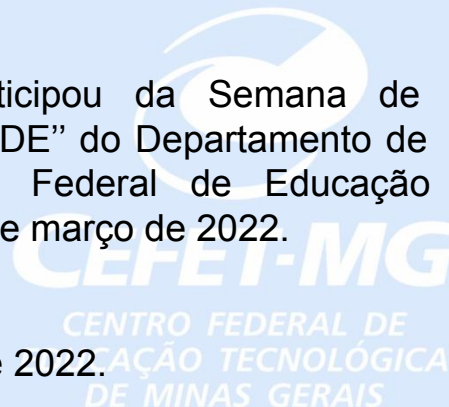 ticipou da Semana de
DE” do Departamento de
Federal de Educação
e março de 2022.
CEFET-MG
CENTRO FEDERAL DE
EDUCAÇÃO TECNOLÓGICA
DE MINAS GERAIS
e 2022.